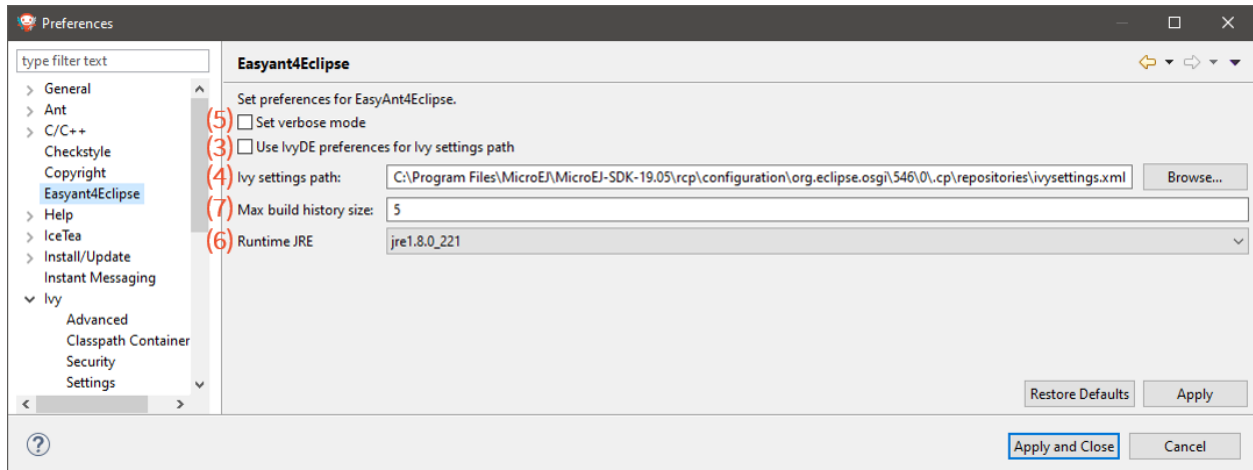 Preferences
type filter text
General
Ant
C/C++
Checkstyle
Copyright
Easyant4Eclipse
Help
IceTea
Install/Update
Instant Messaging
Ivy
Advanced
Classpath Container
Security
Settings
Easyant4Eclipse
Set preferences for EasyAnt4Eclipse.
(5) Set verbose mode
(3) Use IvyDE preferences for Ivy settings path
(4) Ivy settings path: C:\Program Files\MicroEJ\MicroEJ-SDK-19.05\rcp\configuration\org.eclipse.osgi\546\0\.cp\repositories\ivysettings.xml Browse...
(7) Max build history size: 5
(6) Runtime JRE jre1.8.0_221
Restore Defaults Apply
? Apply and Close Cancel